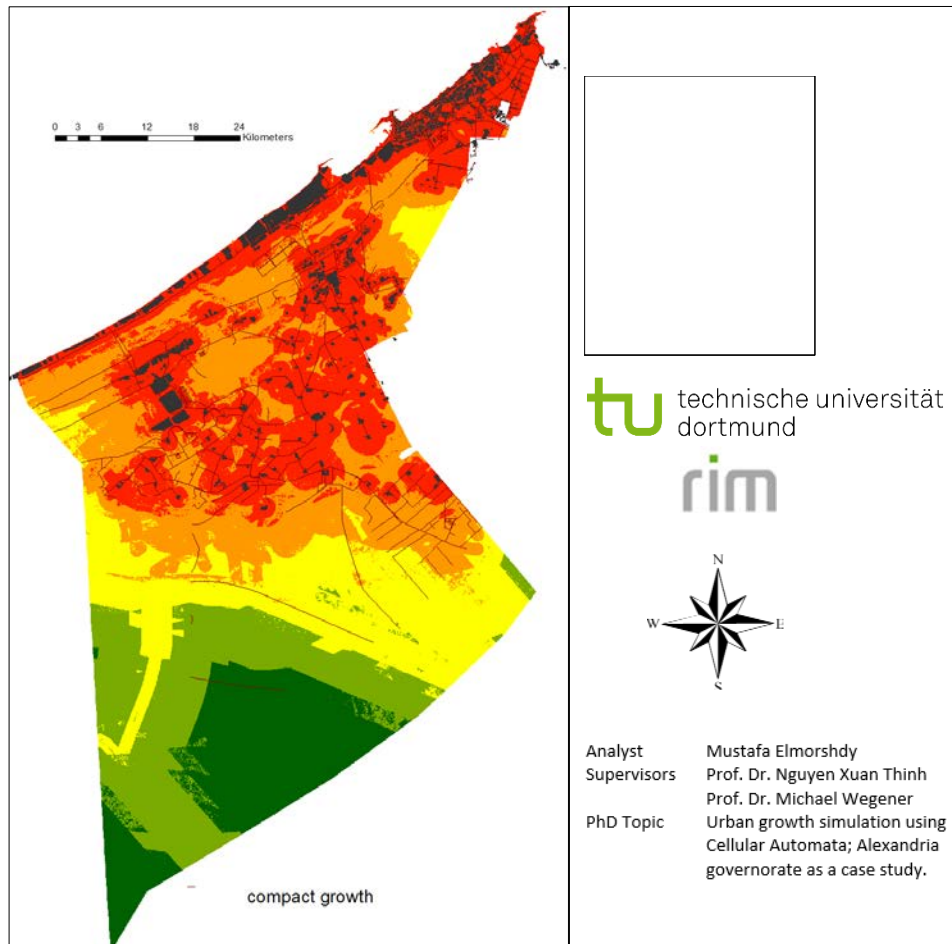 0 3 6 12 18 24
Kilometers
compact growth
tu technische universität
dortmund
rim
N
W E
S
Analyst Mustafa Elmorshdy
Supervisors Prof. Dr. Nguyen Xuan Thinh
Prof. Dr. Michael Wegener
PhD Topic Urban growth simulation using
Cellular Automata; Alexandria
governorate as a case study.